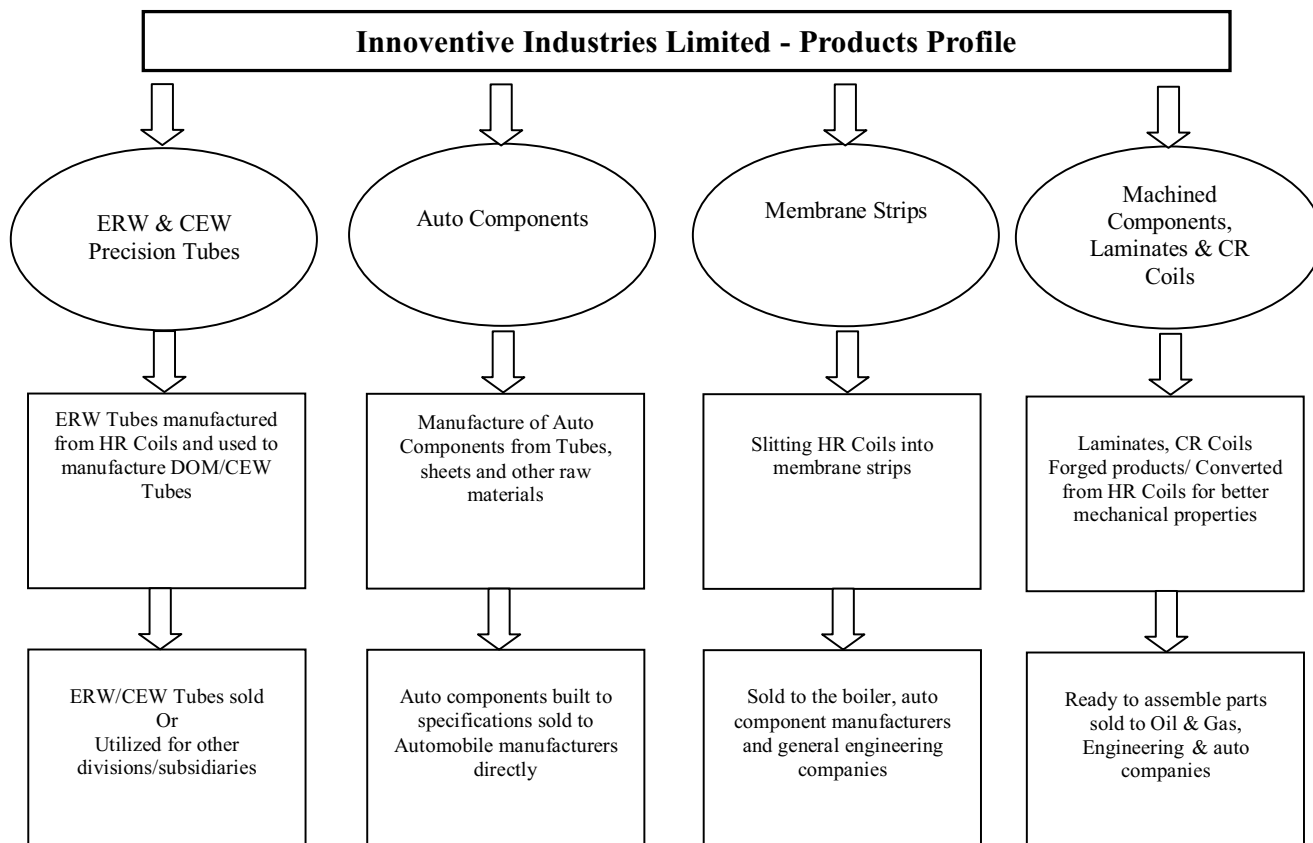 Innoventive Industries Limited - Products Profile
ERW & CEW
Precision Tubes
Auto Components
Membrane Strips
Machined
Components,
Laminates & CR
Coils
ERW Tubes manufactured
from HR Coils and used to
manufacture DOM/CEW
Tubes
Manufacture of Auto
Components from Tubes,
sheets and other raw
materials
Slitting HR Coils into
membrane strips
Laminates, CR Coils
Forged products/ Converted
from HR Coils for better
mechanical properties
ERW/CEW Tubes sold
Or
Utilized for other
divisions/subsidiaries
Auto components built to
specifications sold to
Automobile manufacturers
directly
Sold to the boiler, auto
component manufacturers
and general engineering
companies
Ready to assemble parts
sold to Oil & Gas,
Engineering & auto
companies